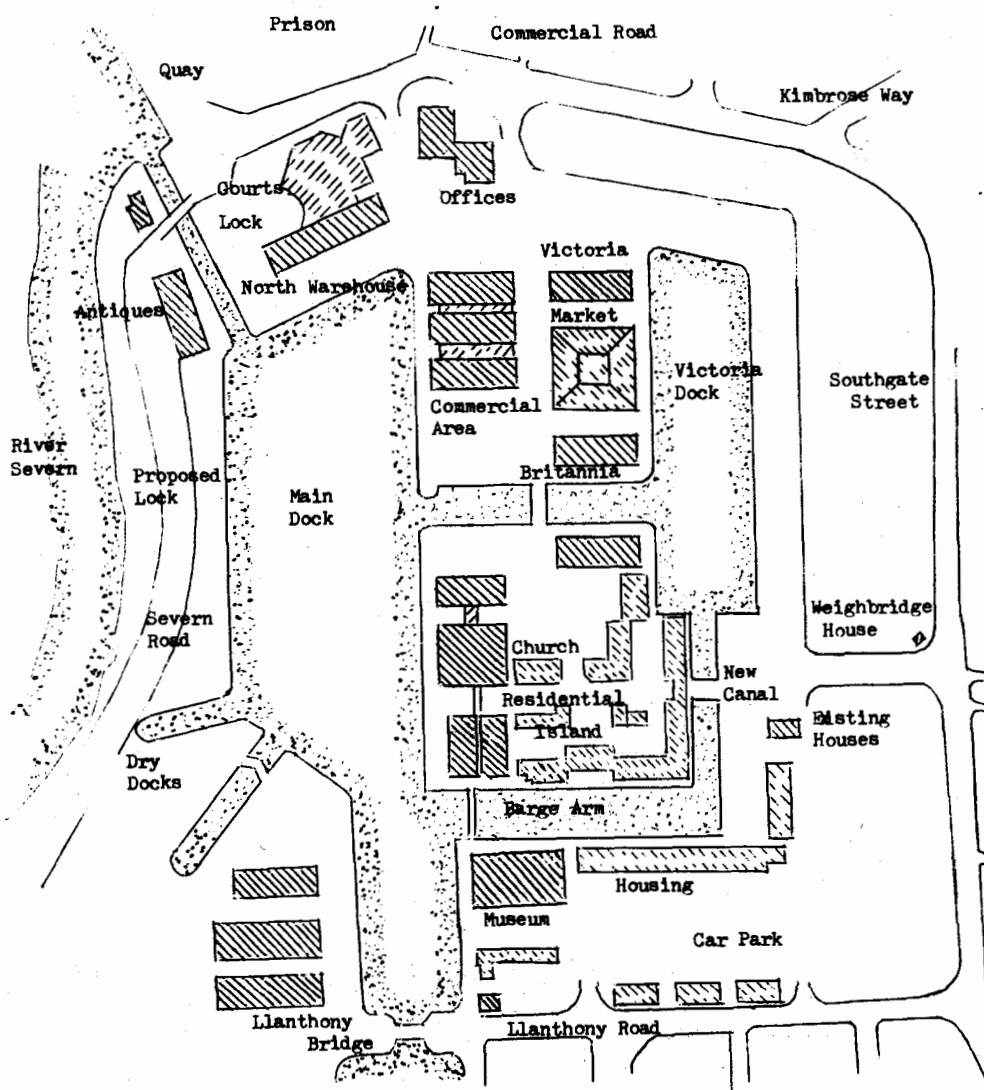 Prison
Commercial Road
Quay
Kimbrose Way
Courts
Lock
Offices
Victoria
North Warehouse
Antiques
Market
Victoria
Dock
Southgate
Street
Commercial
Area
River
Severn
Proposed
Lock
Main
Dock
Britannia
Severn
Road
Weighbridge
House
Church
New
Canal
Residential
Island
Existing
Houses
Dry
Docks
Barge Arm
Housing
Museum
Car Park
Llanthony
Bridge
Llanthony Road